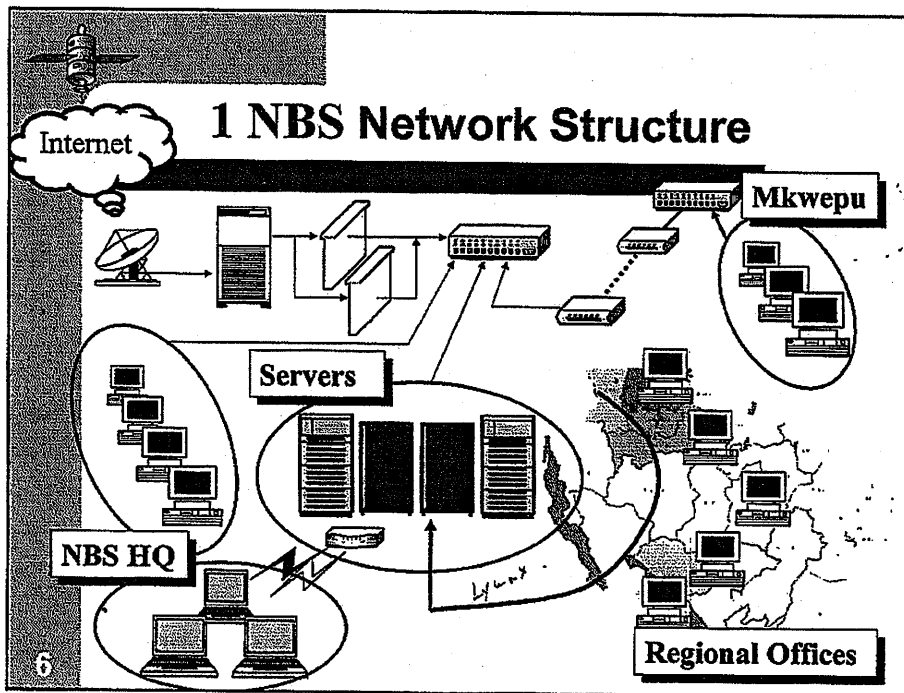 1 NBS Network Structure
Internet
Mkwepu
Servers
NBS HQ
Regional Offices
6